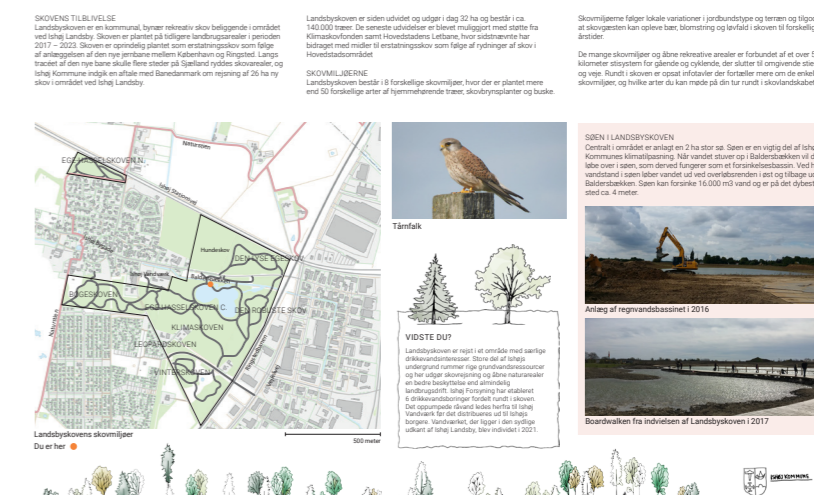 SKOVENS TILBLIVELSE
Landsbyskoven er en kommunal, bynær rekreativ skov beliggende i området
ved Ishøj Landsby. Skoven er plantet på tidligere landbrugsarealer i perioden
2017 – 2023. Skoven er oprindelig plantet som erstatningsskov som følge
af anlæggelsen af den nye jernbane mellem København og Ringsted. Langs
tracéet af den nye bane skulle flere steder på Sjælland ryddes skovarealer, og
Ishøj Kommune indgik en aftale med Banedanmark om rejsning af 26 ha ny
skov i området ved Ishøj Landsby.
Landsbyskoven er siden udvidet og udgør i dag 32 ha og består i ca.
140.000 træer. De seneste udvidelser er blevet muliggjort med støtte fra
Klimaskovfonden samt Hovedstadens Letbane, hvor sidstnævnte har
bidraget med midler til erstatningsskov som følge af rydninger af skov i
Hovedstadsområdet
SKOVMILJØERNE
Landsbyskoven består i 8 forskellige skovmiljøer, hvor der er plantet mere
end 50 forskellige arter af hjemmehørende træer, skovbrynsplanter og buske.
Skovmiljøerne følger lokale variationer i jordbundstype og terræn og tilgod
at skovgæsten kan opleve bær, blomstring og løvfald i skoven til forskellig
årstider.
De mange skovmiljøer og åbne rekreative arealer er forbundet af et over 5
kilometer stisystem for gående og cyklende, der slutter til omgivende stie
og veje. Rundt i skoven er opsat infotavler der fortæller mere om de enkel
skovmiljøer, og hvilke arter du kan møde på din tur rundt i skovlandskabet
EGE-HASSELSKOVEN N.
Naturstien
Ishøj Stationsvej
Hundeskov
DEN LYSE EGESKOV
Ishøj Bygade
Ishøj Vandværk
BØGESKOVEN
EGE-HASSELSKOVEN C.
DEN ROBUSTE SKOV
KLIMASKOVEN
LEOPARDSKOVEN
VINTERSKOVEN
Naturstien
Vejleåvej
Landsbyskovens skovmiljøer
Du er her
500 meter
Tårnfalk
VIDSTE DU?
Landsbyskoven er rejst i et område med særlige
drikkevandsinteresser. Store del af Ishøjs
undergrund rummer rige grundvandsressourcer
og her udgør skovrejsning og åbne naturarealer
en bedre beskyttelse end almindelig
landbrugsdrift. Ishøj Forsyning har etableret
6 drikkevandsboringer fordelt rundt i skoven.
Det oppumpede råvand ledes herfra til Ishøj
Vandværk før det distribueres ud til Ishøjs
borgere. Vandværket, der ligger i den sydlige
udkant af Ishøj Landsby, blev indviet i 2021.
SØEN I LANDSBYSKOVEN
Centralt i området er anlagt en 2 ha stor sø. Søen er en vigtig del af Ishø
Kommunes klimatilpasning. Når vandet stuver op i Baldersbækken vil d
løbe over i søen, som derved fungerer som et forsinkelsesbassin. Ved h
vandstand i søen løber vandet ud ved overløbsrenden i øst og tilbage ud
Baldersbækken. Søen kan forsinke 16.000 m3 vand og er på det dybest
sted ca. 4 meter.
Anlæg af regnvandsbassinet i 2016
Boardwalken fra indvielsen af Landsbyskoven i 2017
ISHØJ KOMMUNE